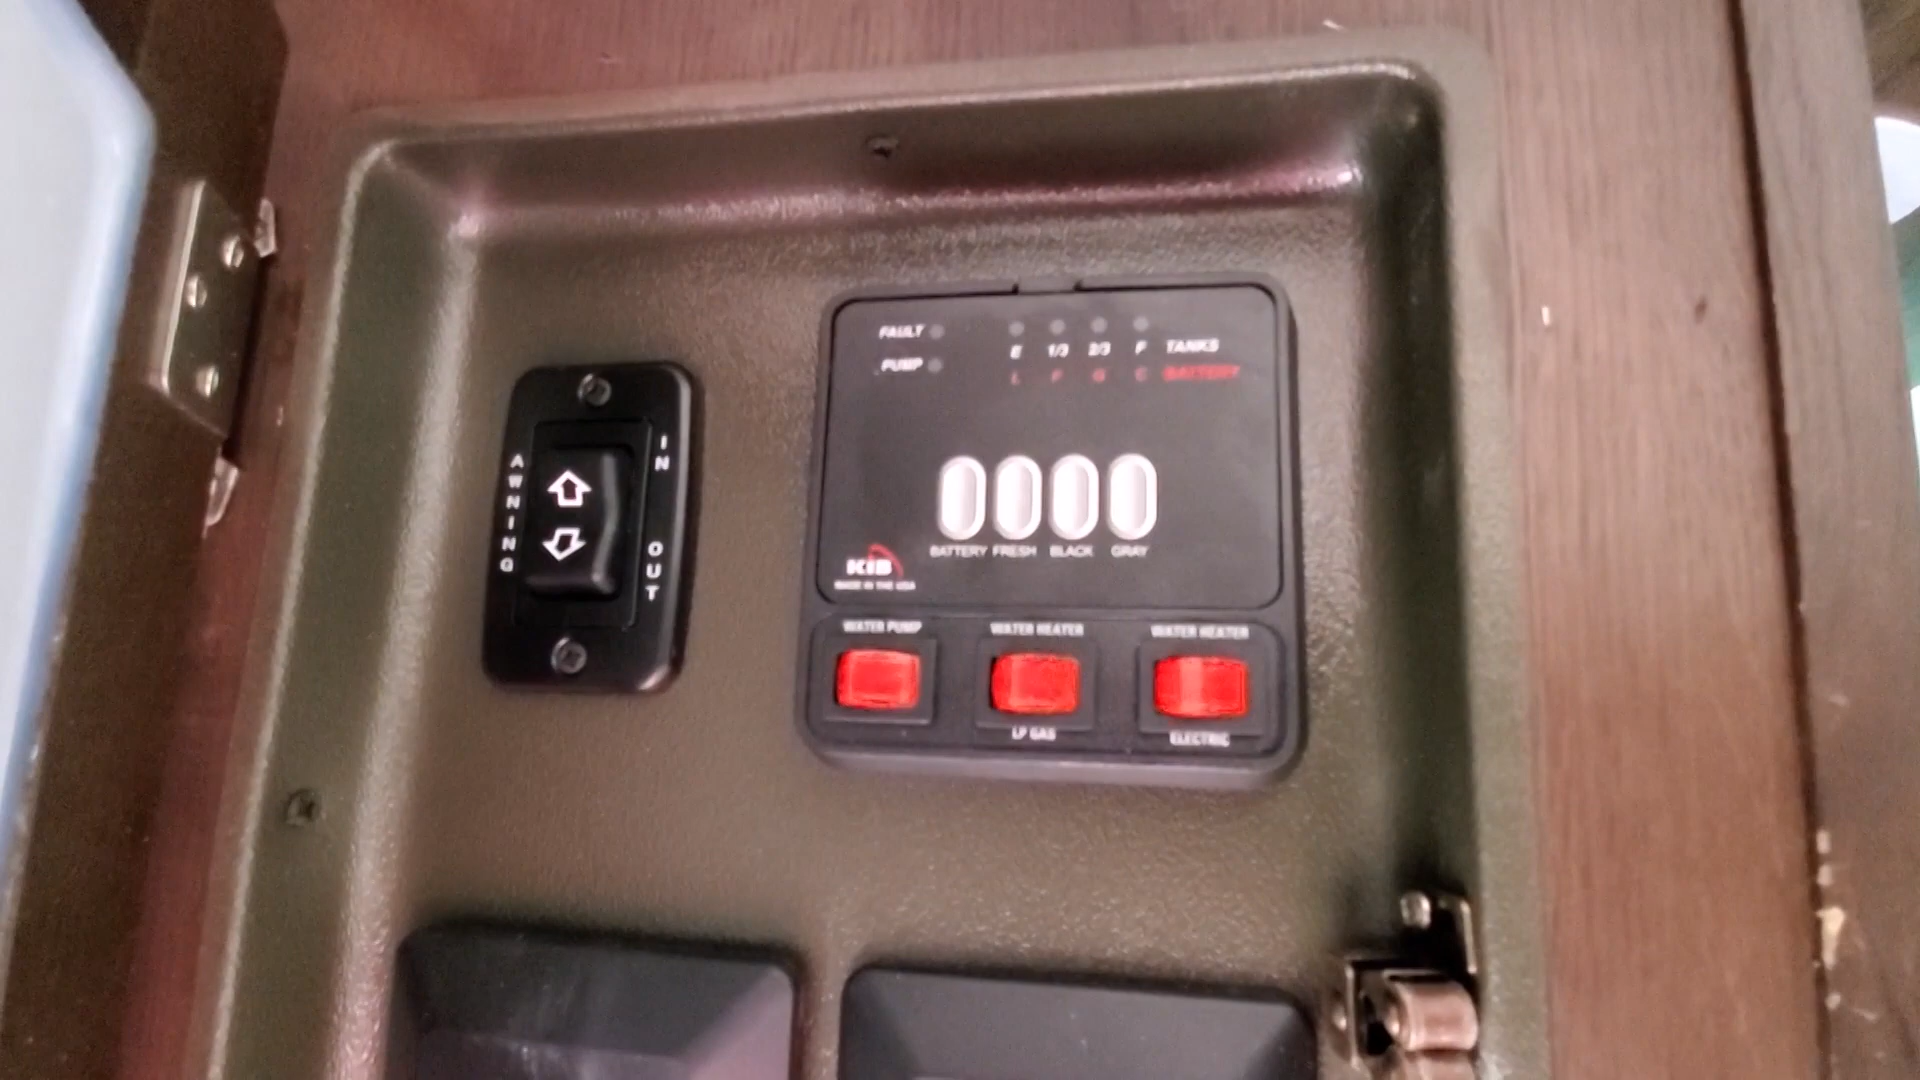 AWNING
IN
OUT
FAULT
PUMP
E 1/3 2/3 F TANKS
L F G C BATTERY
BATTERY FRESH BLACK GRAY
KIB
MADE IN THE USA
WATER PUMP
WATER HEATER
LP GAS
WATER HEATER
ELECTRIC